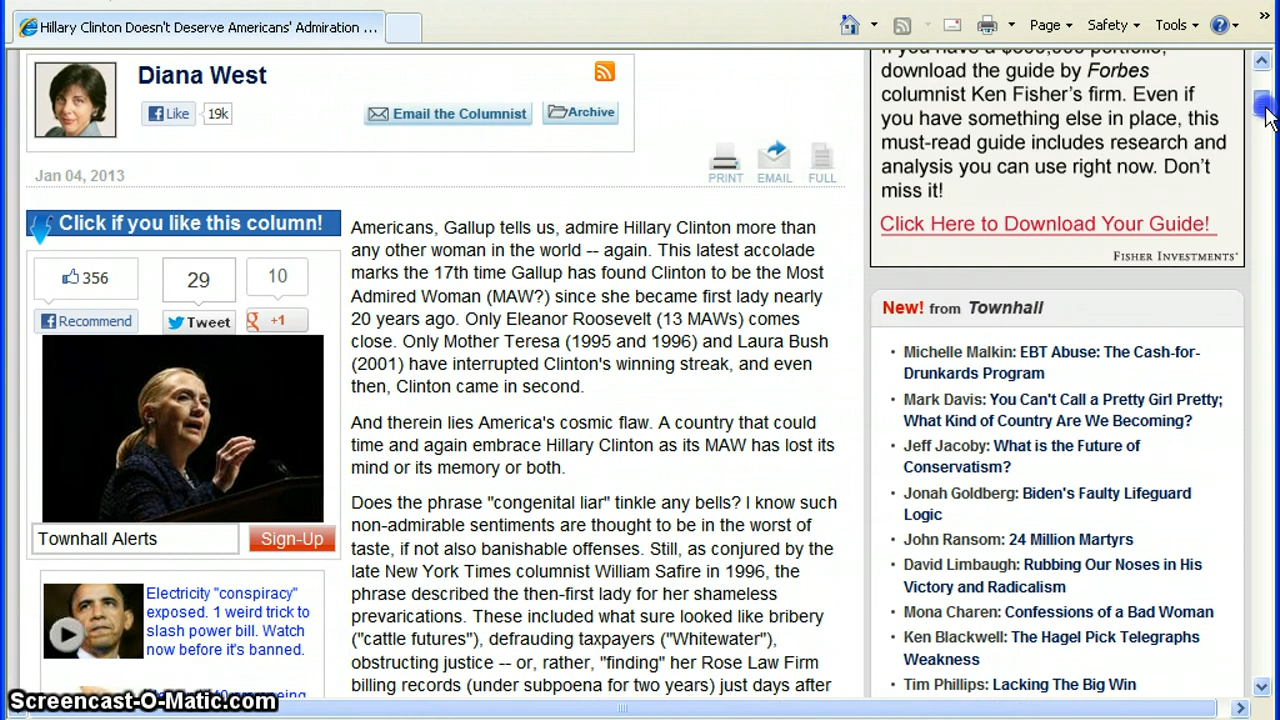 Hillary Clinton Doesn't Deserve Americans' Admiration ...
Page
Safety
Tools
Diana West
Like
19k
Email the Columnist
Archive
Jan 04, 2013
PRINT
EMAIL
FULL
Click if you like this column!
356
29
10
Recommend
Tweet
+1
Townhall Alerts
Sign-Up
Electricity "conspiracy"
exposed. 1 weird trick to
slash power bill. Watch
now before it's banned.
Americans, Gallup tells us, admire Hillary Clinton more than
any other woman in the world -- again. This latest accolade
marks the 17th time Gallup has found Clinton to be the Most
Admired Woman (MAW?) since she became first lady nearly
20 years ago. Only Eleanor Roosevelt (13 MAWs) comes
close. Only Mother Teresa (1995 and 1996) and Laura Bush
(2001) have interrupted Clinton's winning streak, and even
then, Clinton came in second.
And therein lies America's cosmic flaw. A country that could
time and again embrace Hillary Clinton as its MAW has lost its
mind or its memory or both.
Does the phrase "congenital liar" tinkle any bells? I know such
non-admirable sentiments are thought to be in the worst of
taste, if not also banishable offenses. Still, as conjured by the
late New York Times columnist William Safire in 1996, the
phrase described the then-first lady for her shameless
prevarications. These included what sure looked like bribery
("cattle futures"), defrauding taxpayers ("Whitewater"),
obstructing justice -- or, rather, "finding" her Rose Law Firm
billing records (under subpoena for two years) just days after
download the guide by Forbes
columnist Ken Fisher's firm. Even if
you have something else in place, this
must-read guide includes research and
analysis you can use right now. Don't
miss it!
Click Here to Download Your Guide!
FISHER INVESTMENTS
New! from Townhall
Michelle Malkin: EBT Abuse: The Cash-for-
Drunkards Program
Mark Davis: You Can't Call a Pretty Girl Pretty;
What Kind of Country Are We Becoming?
Jeff Jacoby: What is the Future of
Conservatism?
Jonah Goldberg: Biden's Faulty Lifeguard
Logic
John Ransom: 24 Million Martyrs
David Limbaugh: Rubbing Our Noses in His
Victory and Radicalism
Mona Charen: Confessions of a Bad Woman
Ken Blackwell: The Hagel Pick Telegraphs
Weakness
Tim Phillips: Lacking The Big Win
Screencast-O-Matic.com